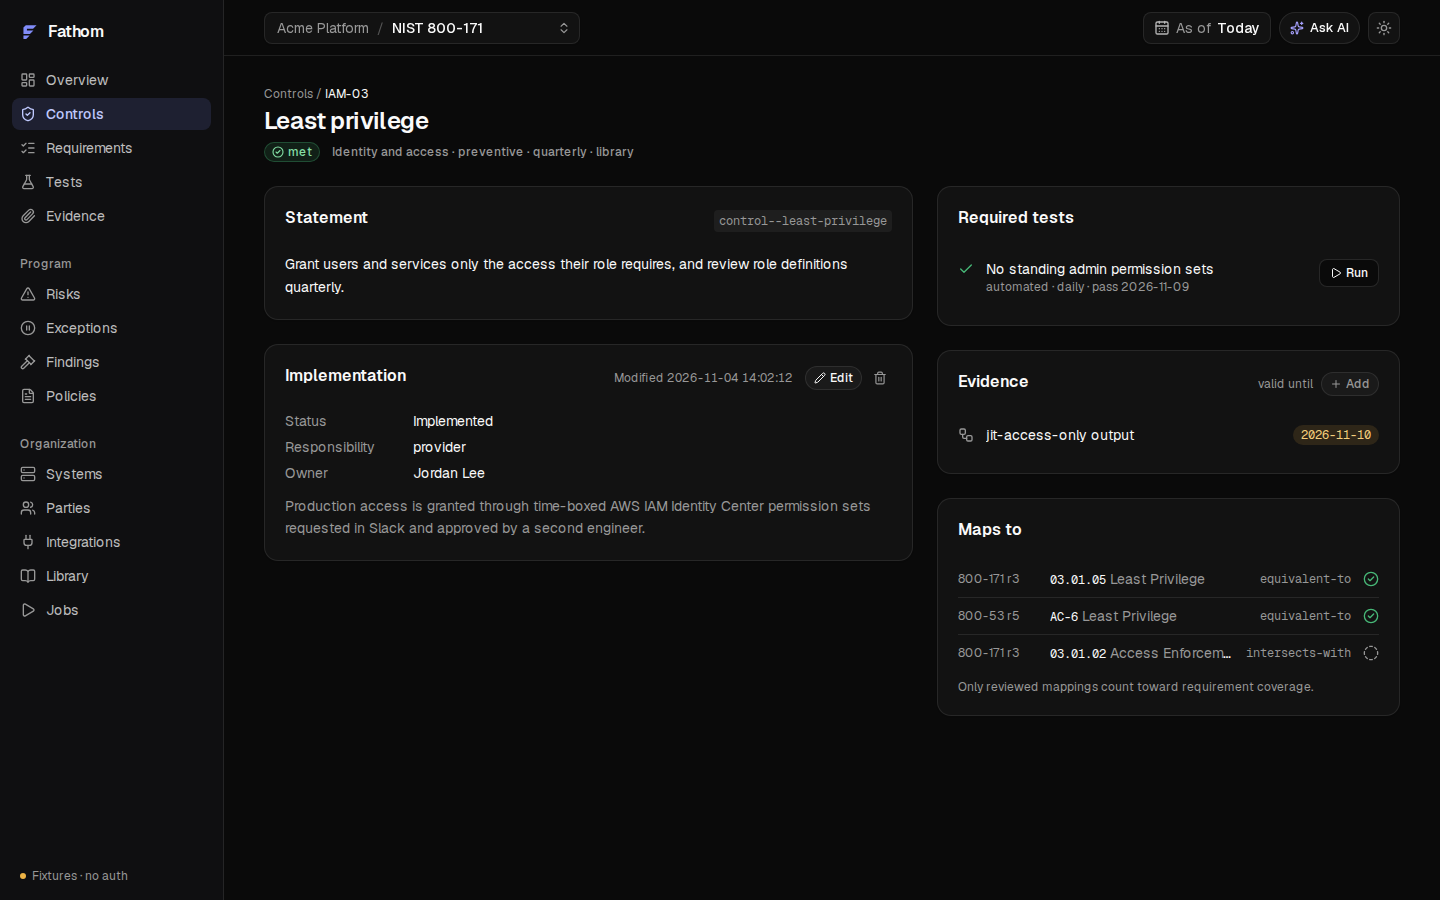 Fathom
Overview
Controls
Requirements
Tests
Evidence
Program
Risks
Exceptions
Findings
Policies
Organization
Systems
Parties
Integrations
Library
Jobs
Fixtures · no auth
Acme Platform / NIST 800-171
As of Today
Ask AI
Controls / IAM-03
Least privilege
met
Identity and access · preventive · quarterly · library
Statement
control--least-privilege
Grant users and services only the access their role requires, and review role definitions
quarterly.
Implementation
Modified 2026-11-04 14:02:12
Edit
Status Implemented
Responsibility provider
Owner Jordan Lee
Production access is granted through time-boxed AWS IAM Identity Center permission sets
requested in Slack and approved by a second engineer.
Required tests
No standing admin permission sets
automated · daily · pass 2026-11-09
Run
Evidence
valid until
+ Add
jit-access-only output
2026-11-10
Maps to
800-171 r3 03.01.05 Least Privilege equivalent-to
800-53 r5 AC-6 Least Privilege equivalent-to
800-171 r3 03.01.02 Access Enforcem… intersects-with
Only reviewed mappings count toward requirement coverage.